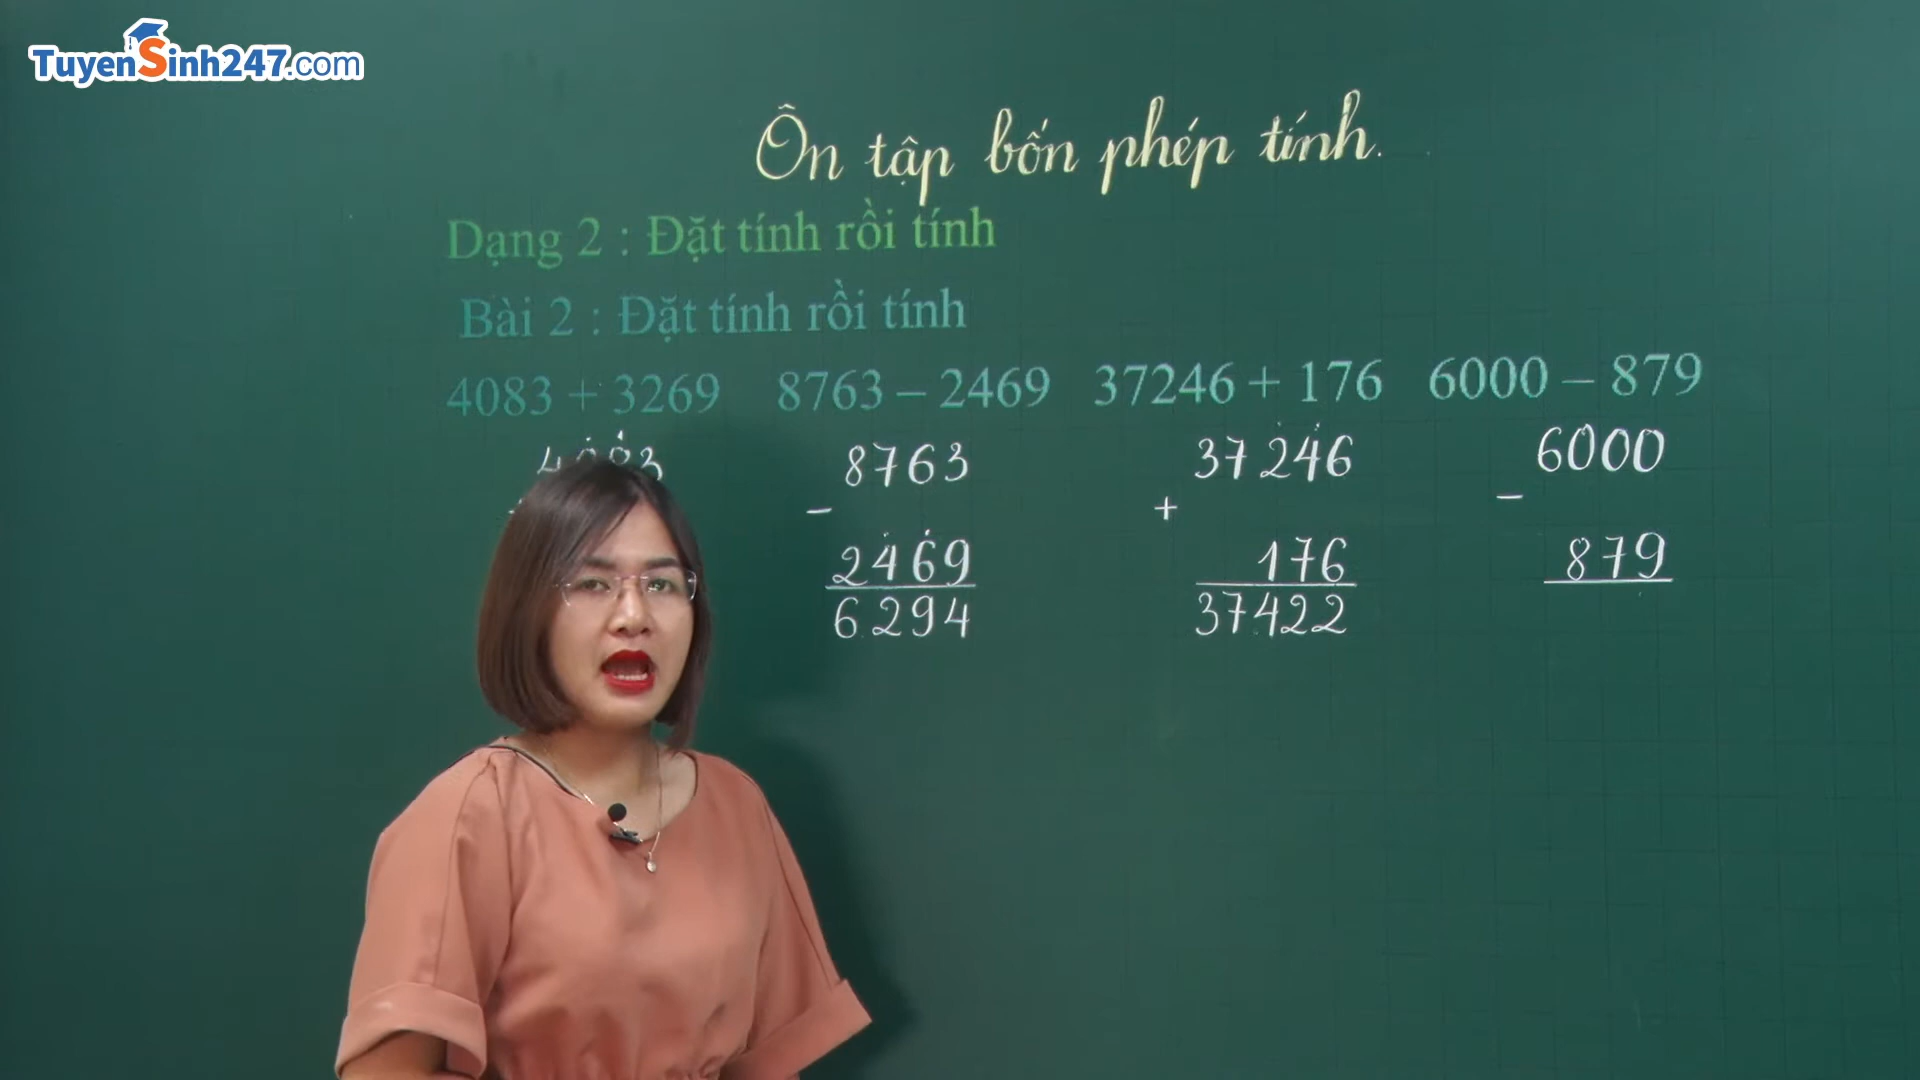 TuyenSinh247.com
Ôn tập bốn phép tính.
Dạng 2 : Đặt tính rồi tính
Bài 2 : Đặt tính rồi tính
4083 + 3269 8763 – 2469 37246 + 176 6000 – 879
4083 8763 37246 6000
– + –
2469 176 879
6294 37422